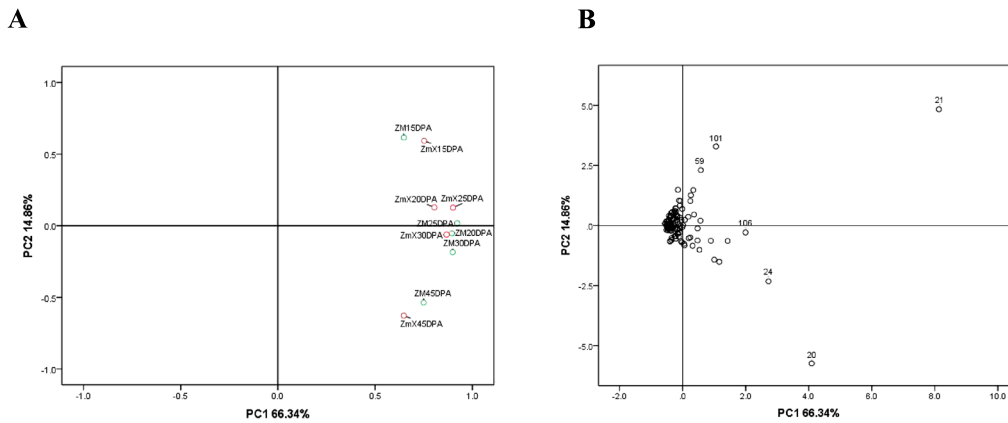 A
B
1.0
0.5
0.0
-0.5
-1.0
PC2 14.86%
ZM15DPA
ZmX15DPA
ZmX20DPA
ZmX25DPA
ZM25DPA
ZmX30DPA
ZM20DPA
ZM30DPA
ZM45DPA
ZmX45DPA
-1.0
-0.5
0.0
0.5
1.0
PC1 66.34%
5.0
2.5
.0
-2.5
-5.0
PC2 14.86%
21
101
59
106
24
20
-2.0
.0
2.0
4.0
6.0
8.0
10.0
PC1 66.34%